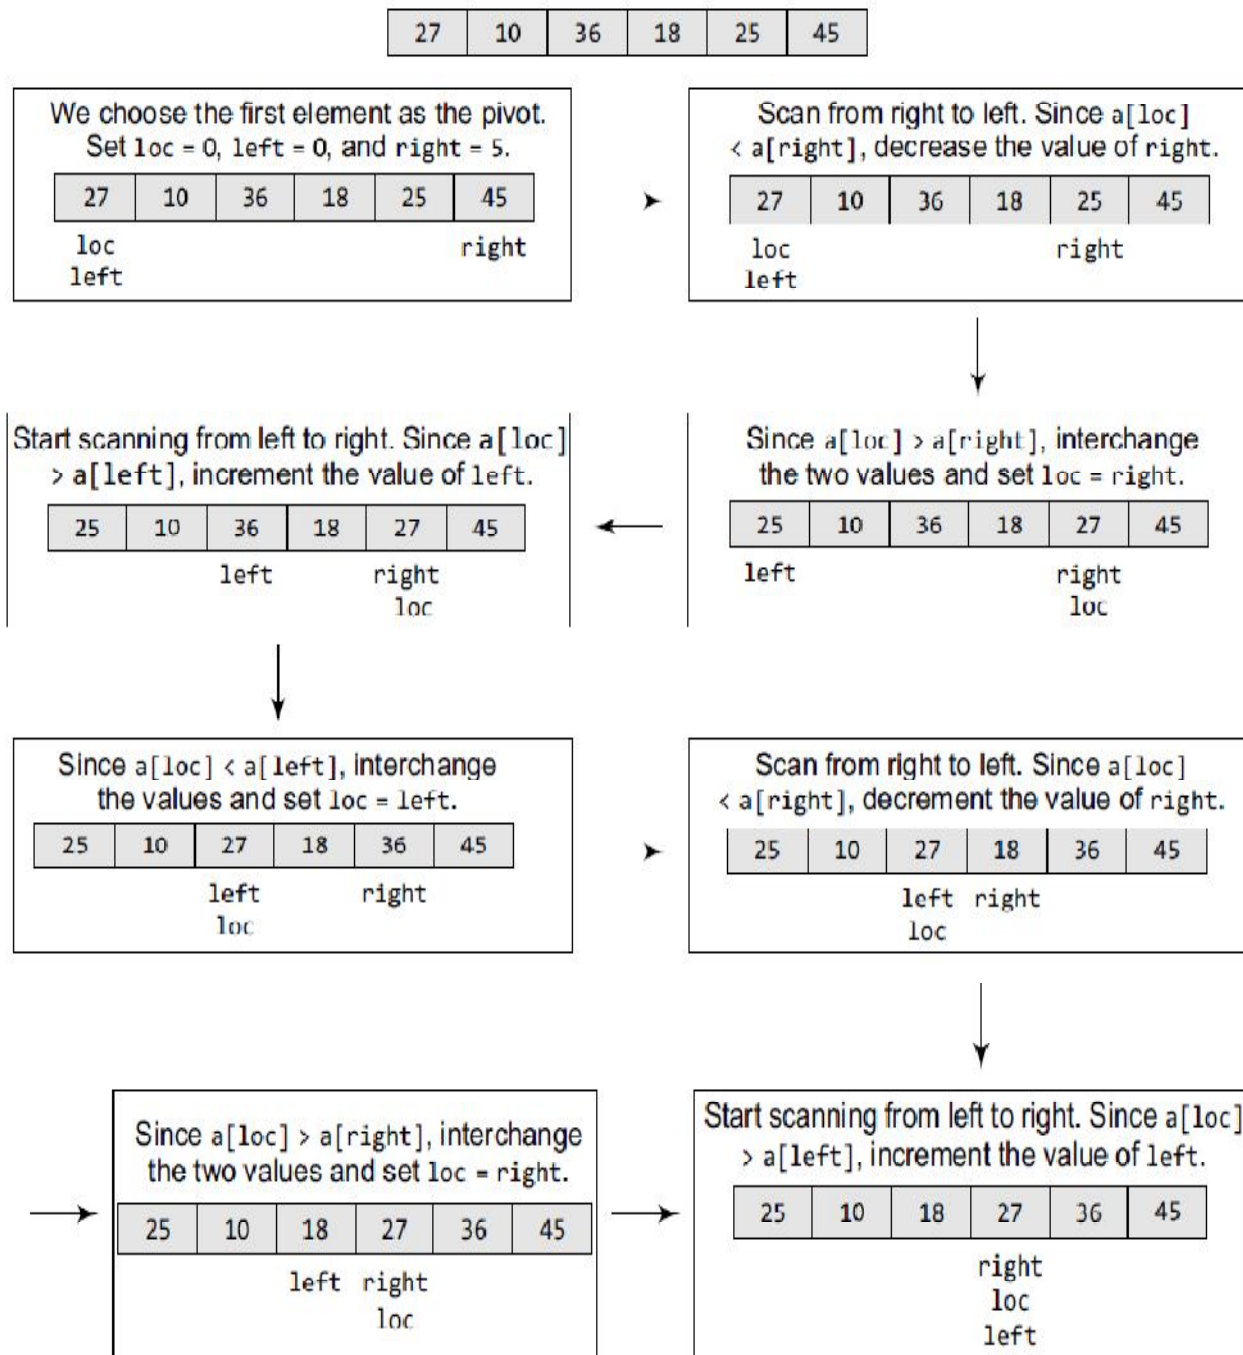 27 10 36 18 25 45
We choose the first element as the pivot.
Set loc = 0, left = 0, and right = 5.
27 10 36 18 25 45
loc right
left
Scan from right to left. Since a[loc]
< a[right], decrease the value of right.
27 10 36 18 25 45
loc right
left
Since a[loc] > a[right], interchange
the two values and set loc = right.
25 10 36 18 27 45
left right
loc
Start scanning from left to right. Since a[loc]
> a[left], increment the value of left.
25 10 36 18 27 45
left right
loc
Since a[loc] < a[left], interchange
the values and set loc = left.
25 10 27 18 36 45
left right
loc
Scan from right to left. Since a[loc]
< a[right], decrement the value of right.
25 10 27 18 36 45
left right
loc
Since a[loc] > a[right], interchange
the two values and set loc = right.
25 10 18 27 36 45
left right
loc
Start scanning from left to right. Since a[loc]
> a[left], increment the value of left.
25 10 18 27 36 45
right
loc
left